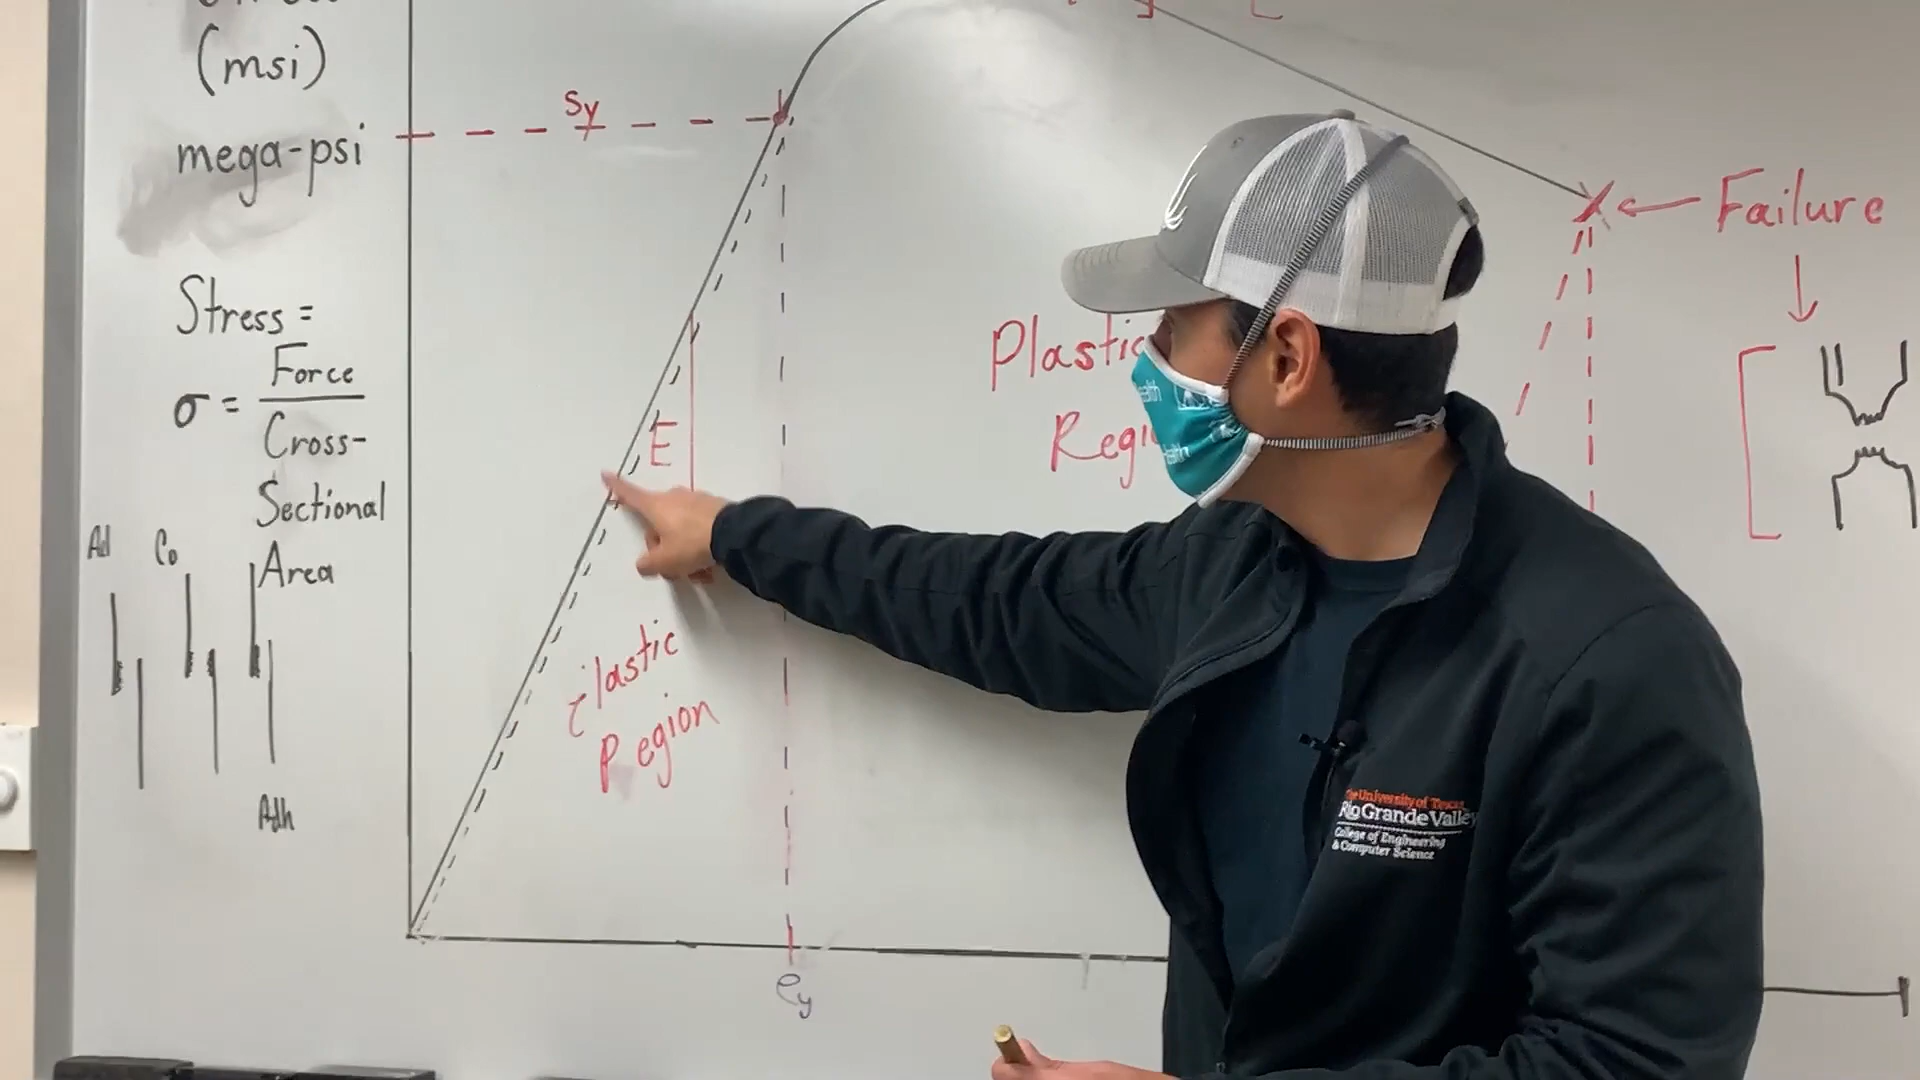 (msi)
mega-psi
Stress =
σ = Force
Cross-
Sectional
Area
Ad
Co
Adh
Sy
E
Elastic
Region
ey
Plastic
Regi
Failure
The University of Texas
Rio Grande Valley
College of Engineering
& Computer Science